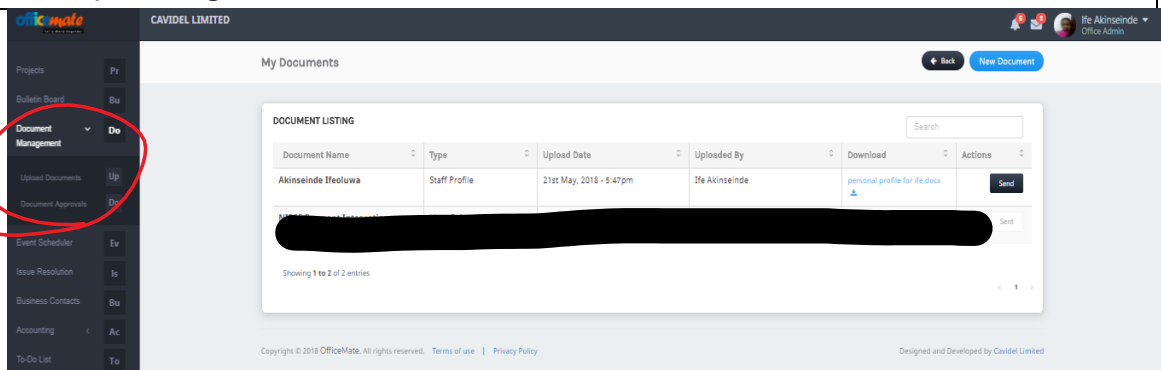 officemate
CAVIDEL LIMITED
5
3
Ife Akinseinde
Office Admin
Projects Pr
My Documents
Back
New Document
Bulletin Board Bu
Document Management Do
DOCUMENT LISTING
Search
Document Name Type Upload Date Uploaded By Download Actions
Upload Documents Up
Akinseinde Ifeoluwa Staff Profile 21st May, 2018 - 5:47pm Ife Akinseinde personal profile for ife.docx Send
Document Approvals Do
Sent
Event Scheduler Ev
Issue Resolution Is
Showing 1 to 2 of 2 entries
1
Business Contacts Bu
Accounting Ac
To-Do List To
Copyright © 2018 OfficeMate. All rights reserved. Terms of use | Privacy Policy
Designed and Developed by Cavidel Limited